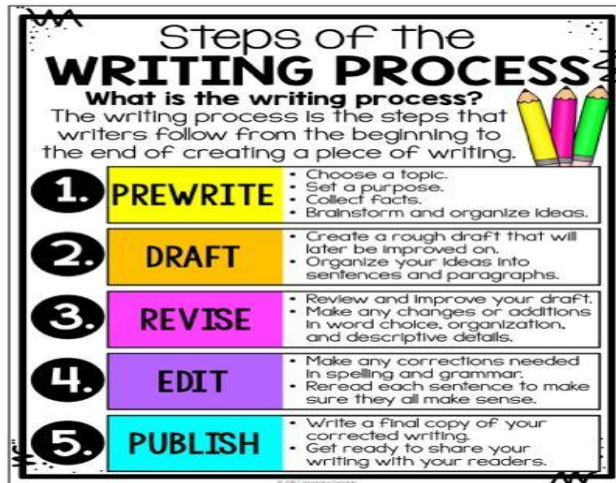 Steps of the
WRITING PROCESS
What is the writing process?
The writing process is the steps that
writers follow from the beginning to
the end of creating a piece of writing.
1. PREWRITE
• Choose a topic.
• Set a purpose.
• Collect facts.
• Brainstorm and organize ideas.
2. DRAFT
• Create a rough draft that will
later be improved on.
• Organize your ideas into
sentences and paragraphs.
3. REVISE
• Review and improve your draft.
• Make any changes or additions
in word choice, organization,
and descriptive details.
4. EDIT
• Make any corrections needed
in spelling and grammar.
• Reread each sentence to make
sure they all make sense.
5. PUBLISH
• Write a final copy of your
corrected writing.
• Get ready to share your
writing with your readers.